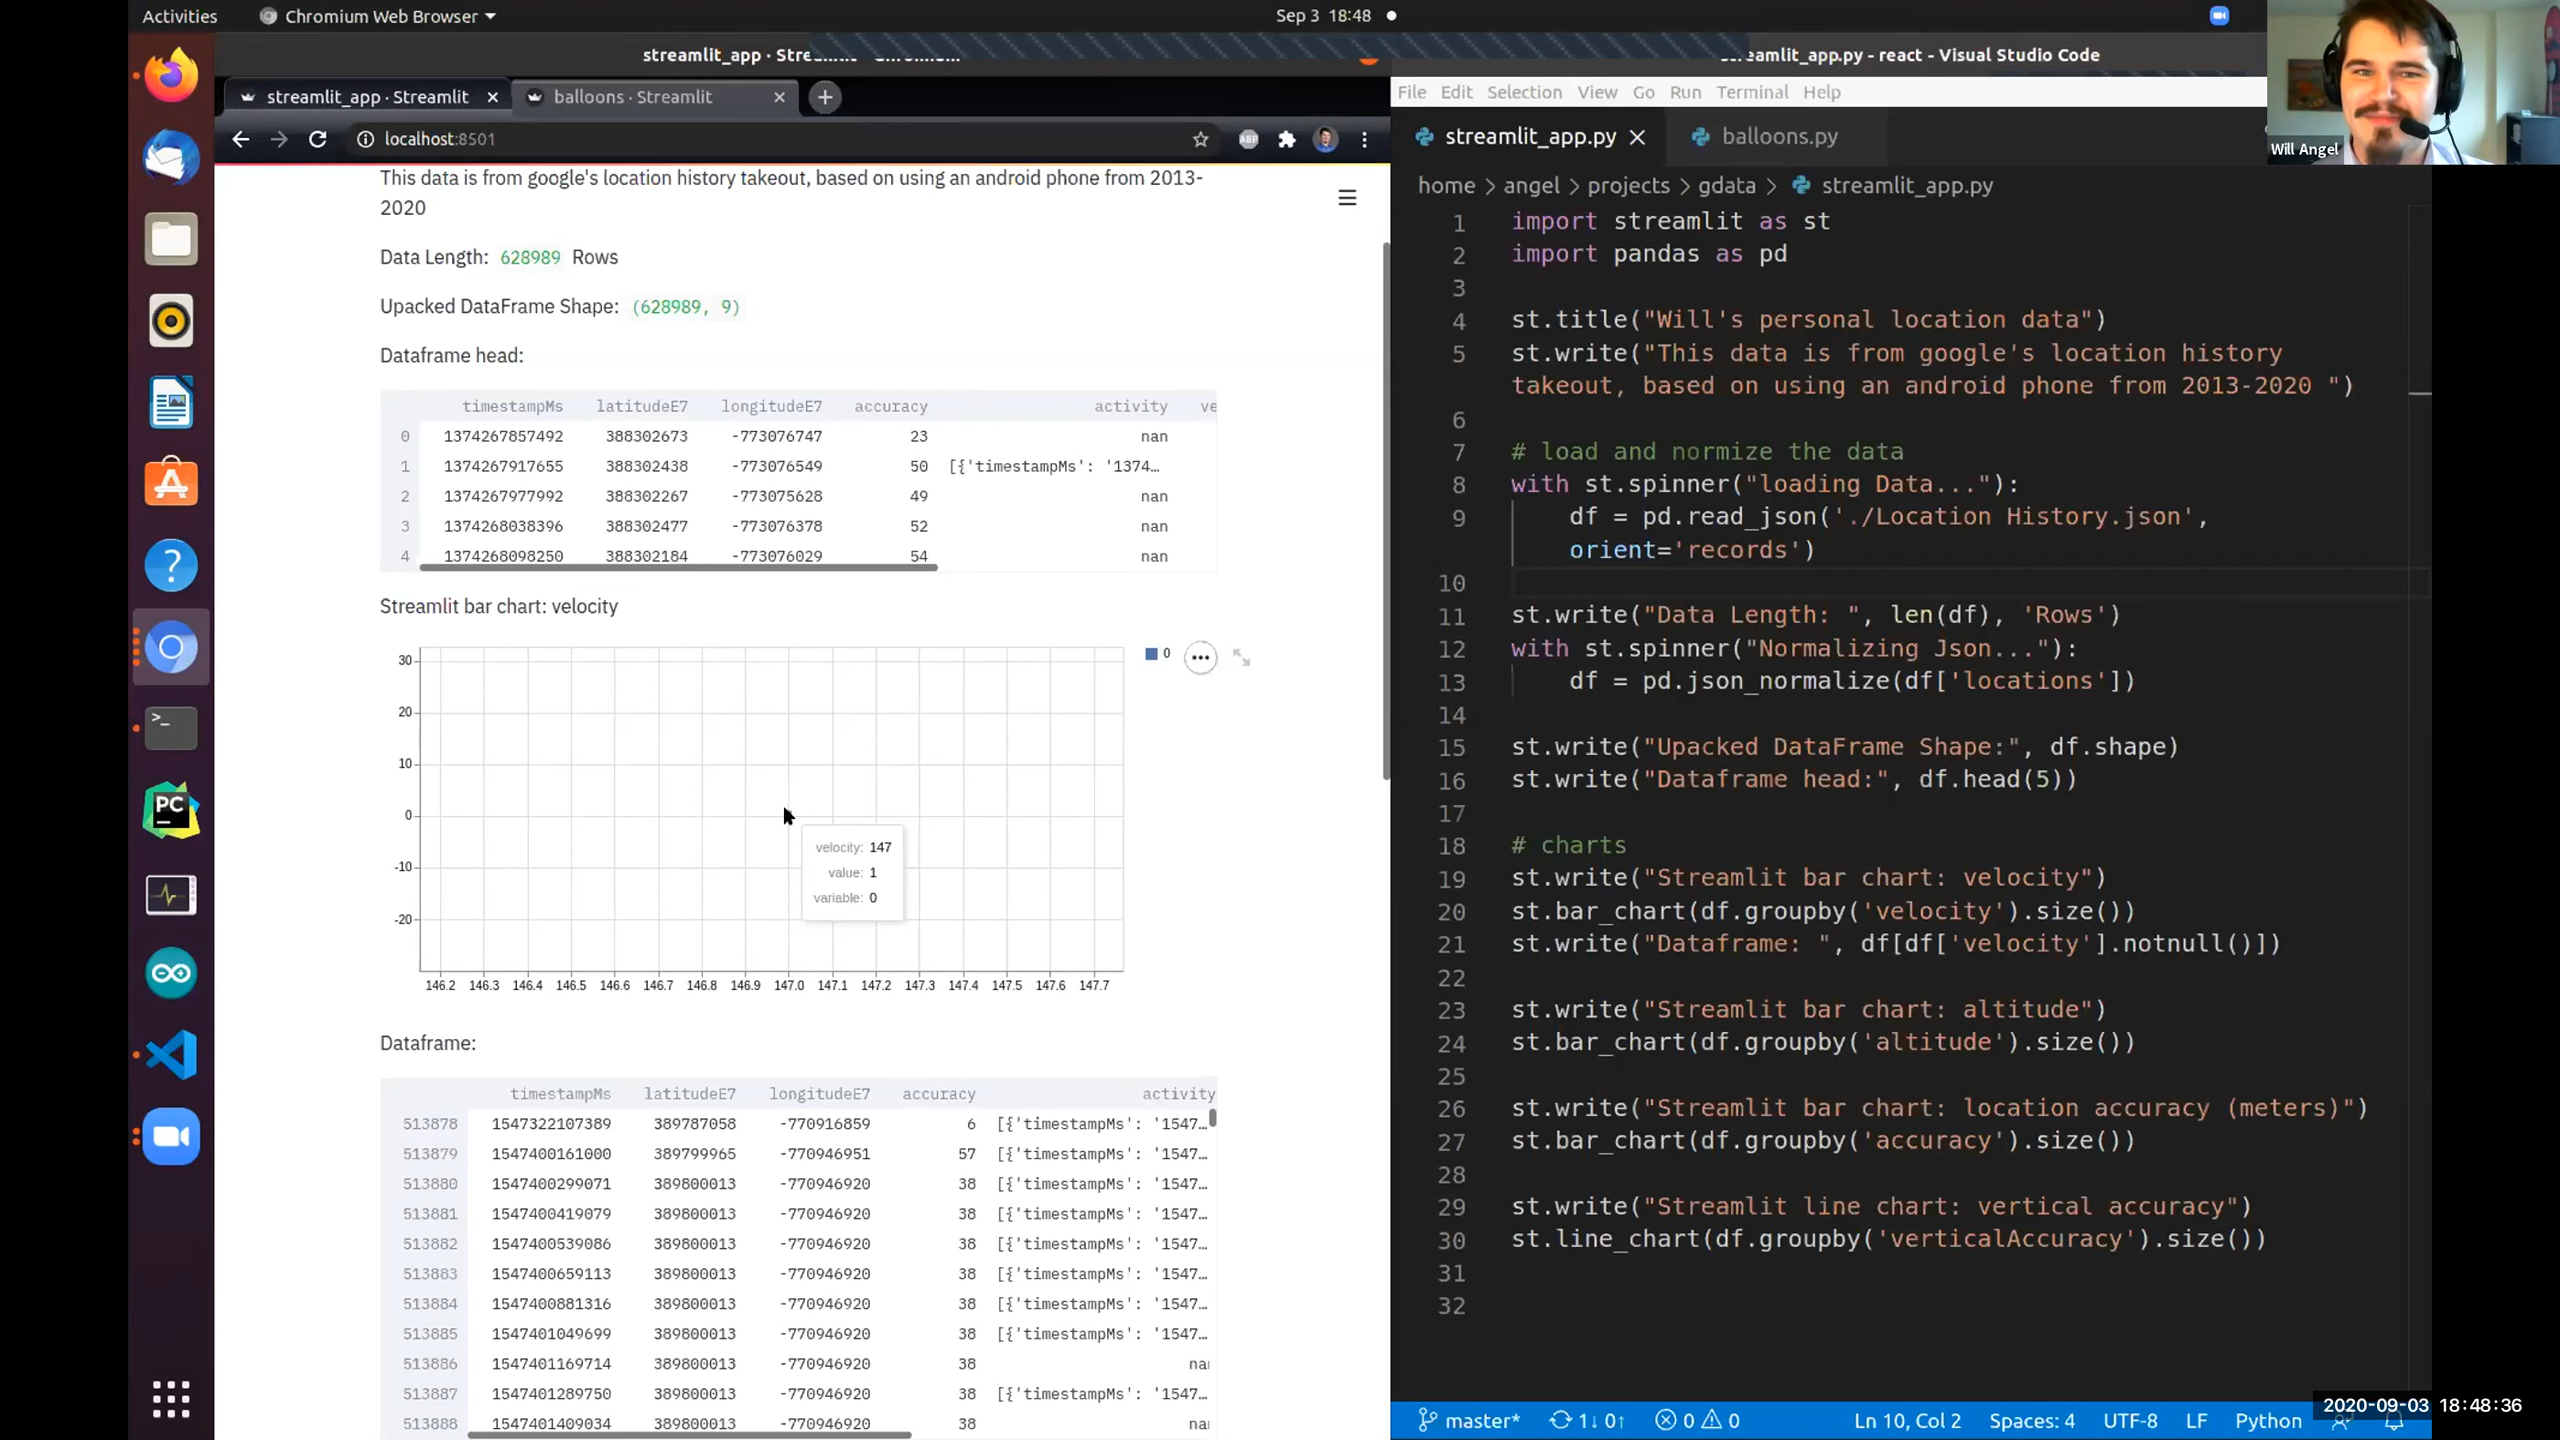 Activities
Chromium Web Browser
Sep 3 18:48
streamlit_app.py - react - Visual Studio Code
streamlit_app · Streamlit
balloons · Streamlit
localhost:8501
This data is from google's location history takeout, based on using an android phone from 2013-
2020
Data Length: 628989 Rows
Upacked DataFrame Shape: (628989, 9)
Dataframe head:
timestampMs latitudeE7 longitudeE7 accuracy activity ve
0 1374267857492 388302673 -773076747 23 nan
1 1374267917655 388302438 -773076549 50 [{'timestampMs': '1374…
2 1374267977992 388302267 -773075628 49 nan
3 1374268038396 388302477 -773076378 52 nan
4 1374268098250 388302184 -773076029 54 nan
Streamlit bar chart: velocity
0
30
20
10
0
-10
-20
velocity: 147
value: 1
variable: 0
146.2 146.3 146.4 146.5 146.6 146.7 146.8 146.9 147.0 147.1 147.2 147.3 147.4 147.5 147.6 147.7
Dataframe:
timestampMs latitudeE7 longitudeE7 accuracy activity
513878 1547322107389 389787058 -770916859 6 [{'timestampMs': '1547…
513879 1547400161000 389799965 -770946951 57 [{'timestampMs': '1547…
513880 1547400299071 389800013 -770946920 38 [{'timestampMs': '1547…
513881 1547400419079 389800013 -770946920 38 [{'timestampMs': '1547…
513882 1547400539086 389800013 -770946920 38 [{'timestampMs': '1547…
513883 1547400659113 389800013 -770946920 38 [{'timestampMs': '1547…
513884 1547400881316 389800013 -770946920 38 [{'timestampMs': '1547…
513885 1547401049699 389800013 -770946920 38 [{'timestampMs': '1547…
513886 1547401169714 389800013 -770946920 38 nan
513887 1547401289750 389800013 -770946920 38 [{'timestampMs': '1547…
513888 1547401409034 389800013 -770946920 38 nan
File Edit Selection View Go Run Terminal Help
Will Angel
streamlit_app.py
balloons.py
home > angel > projects > gdata > streamlit_app.py
1 import streamlit as st
2 import pandas as pd
3
4 st.title("Will's personal location data")
5 st.write("This data is from google's location history
takeout, based on using an android phone from 2013-2020 ")
6
7 # load and normize the data
8 with st.spinner("loading Data..."):
9 df = pd.read_json('./Location History.json',
orient='records')
10
11 st.write("Data Length: ", len(df), 'Rows')
12 with st.spinner("Normalizing Json..."):
13 df = pd.json_normalize(df['locations'])
14
15 st.write("Upacked DataFrame Shape:", df.shape)
16 st.write("Dataframe head:", df.head(5))
17
18 # charts
19 st.write("Streamlit bar chart: velocity")
20 st.bar_chart(df.groupby('velocity').size())
21 st.write("Dataframe: ", df[df['velocity'].notnull()])
22
23 st.write("Streamlit bar chart: altitude")
24 st.bar_chart(df.groupby('altitude').size())
25
26 st.write("Streamlit bar chart: location accuracy (meters)")
27 st.bar_chart(df.groupby('accuracy').size())
28
29 st.write("Streamlit line chart: vertical accuracy")
30 st.line_chart(df.groupby('verticalAccuracy').size())
31
32
master* 1↓ 0↑ 0 0 Ln 10, Col 2 Spaces: 4 UTF-8 LF Python
2020-09-03 18:48:36
PC